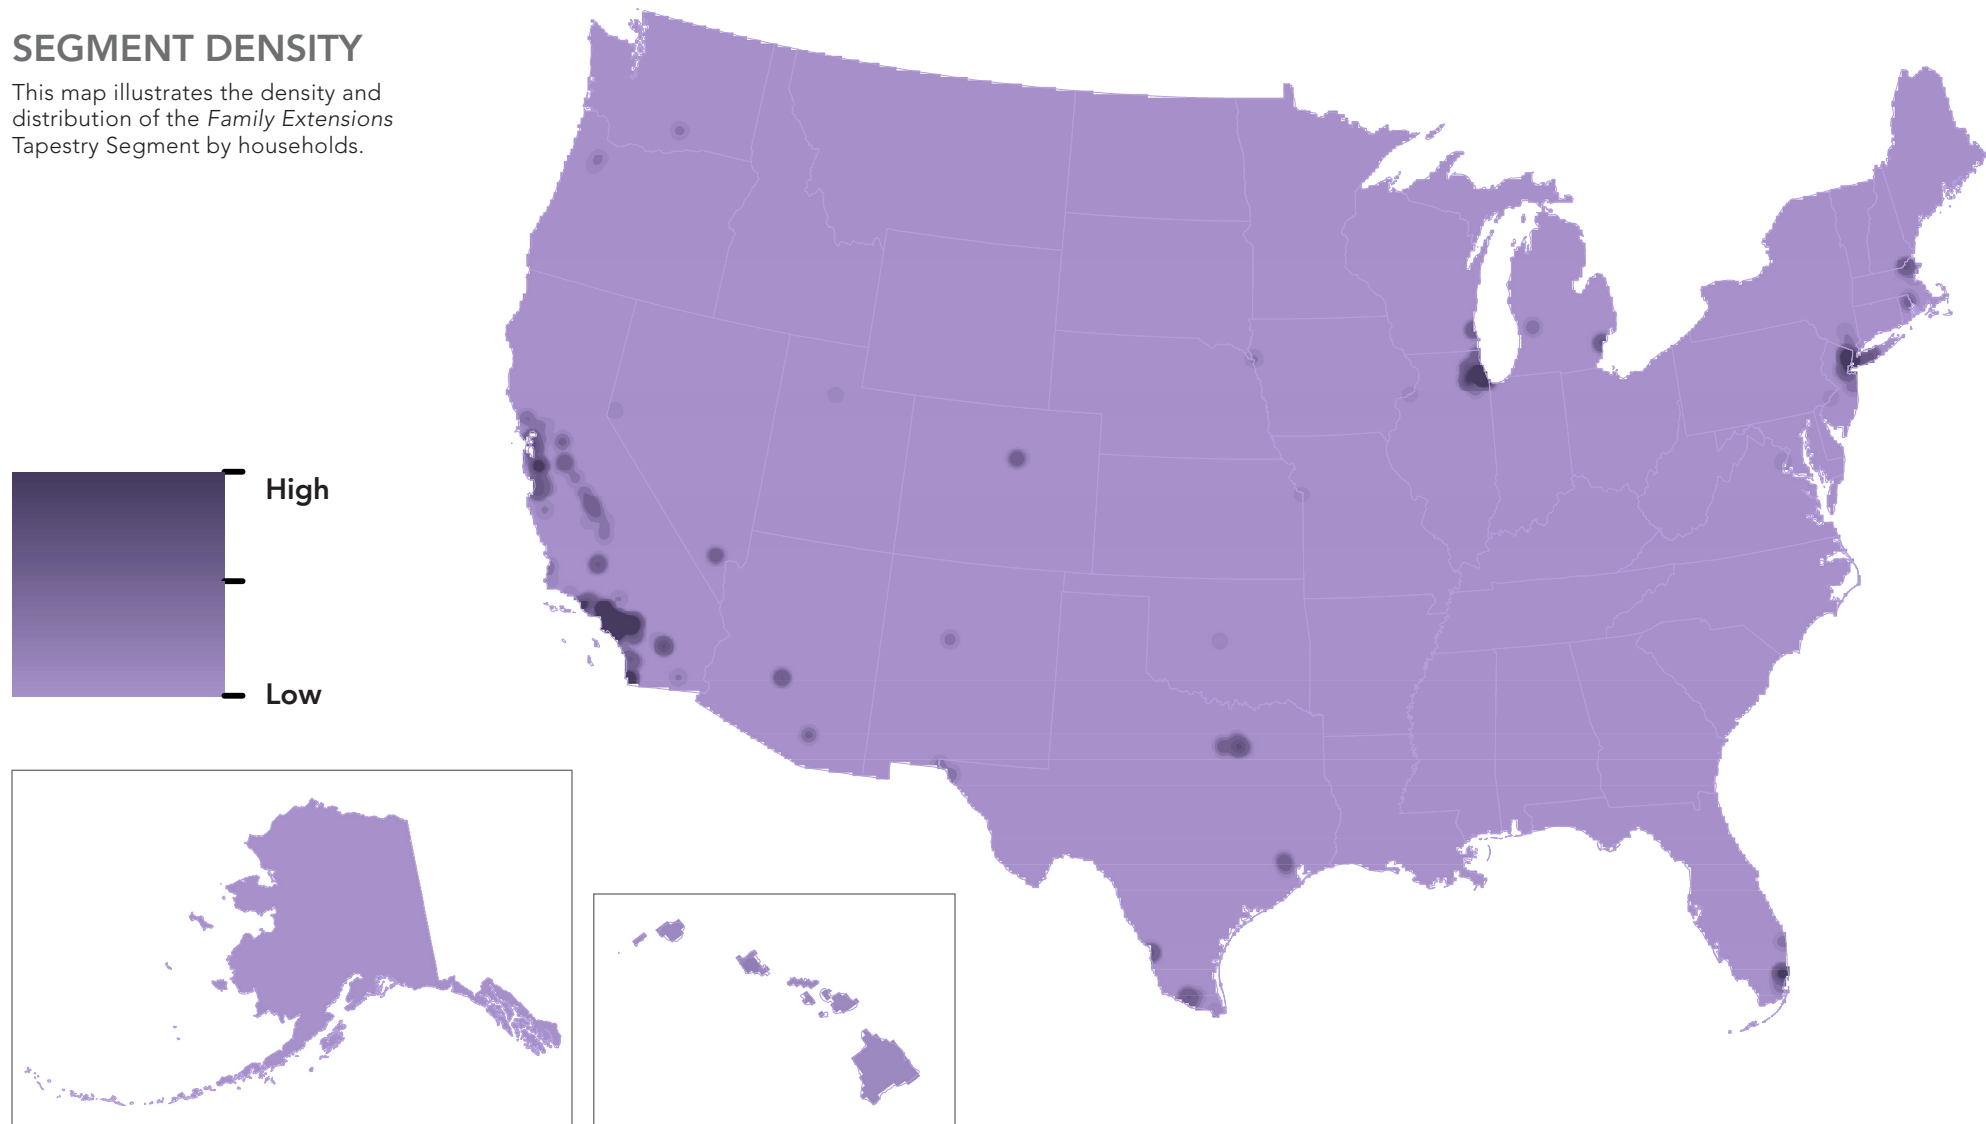 SEGMENT DENSITY
This map illustrates the density and
distribution of the Family Extensions
Tapestry Segment by households.
High
Low